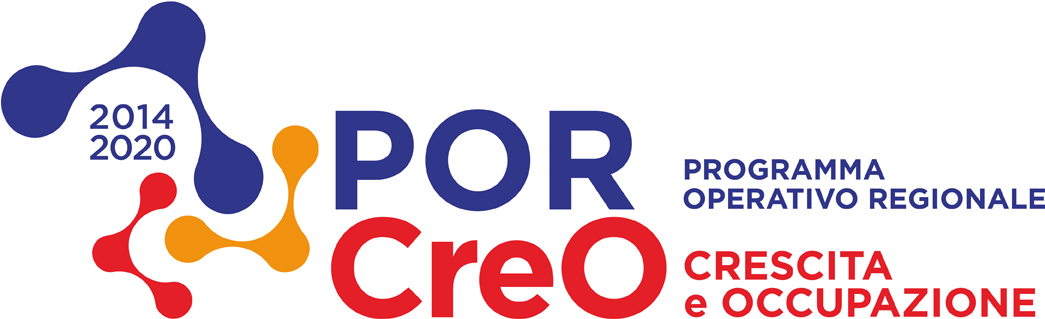 2014
2020
POR
CreO
PROGRAMMA
OPERATIVO REGIONALE
CRESCITA
e OCCUPAZIONE